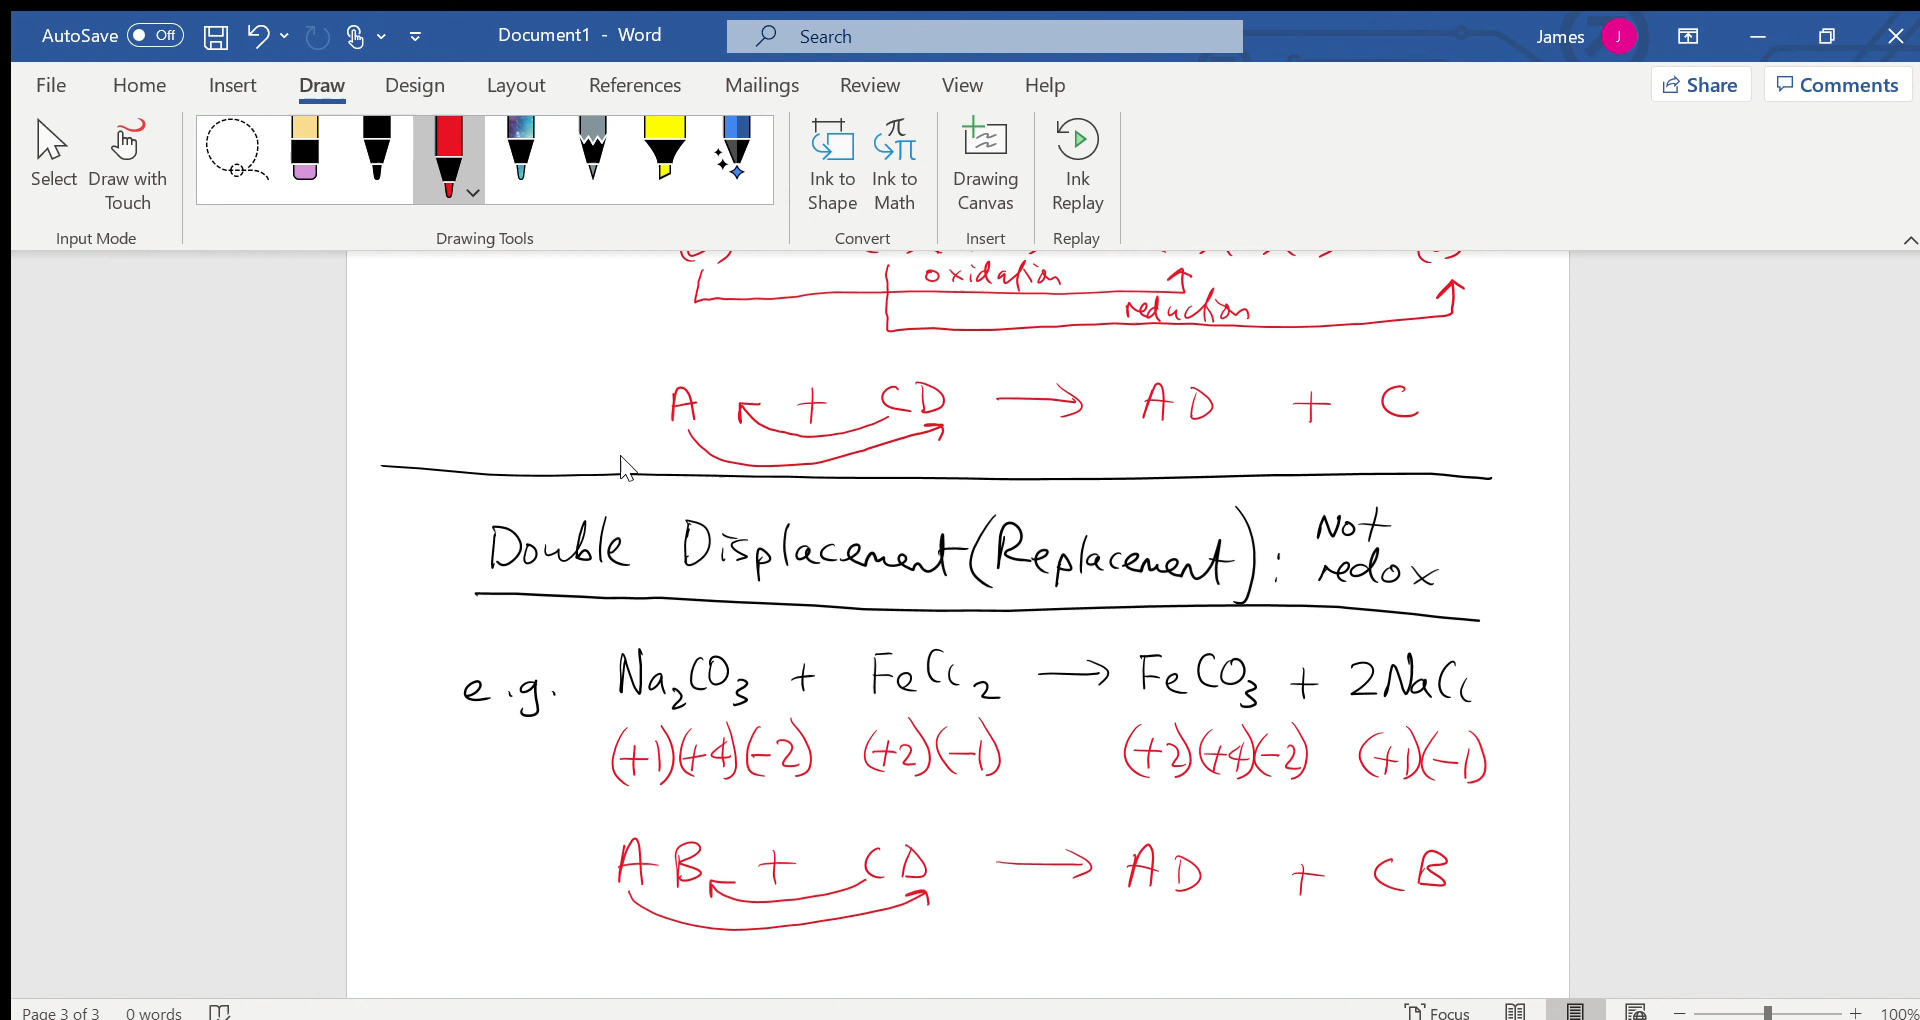 AutoSave Off Document1 - Word Search James J
File Home Insert Draw Design Layout References Mailings Review View Help Share Comments
Select Draw with Touch Ink to Shape Ink to Math Drawing Canvas Ink Replay
Input Mode Drawing Tools Convert Insert Replay
oxidation
reduction
A + CD → AD + C
Double Displacement (Replacement) : Not redox
e.g. Na₂CO₃ + FeCl₂ → FeCO₃ + 2NaCl
(+1)(+4)(-2) (+2)(-1) (+2)(+4)(-2) (+1)(-1)
AB + CD → AD + CB
Page 3 of 3 0 words Focus − + 100%